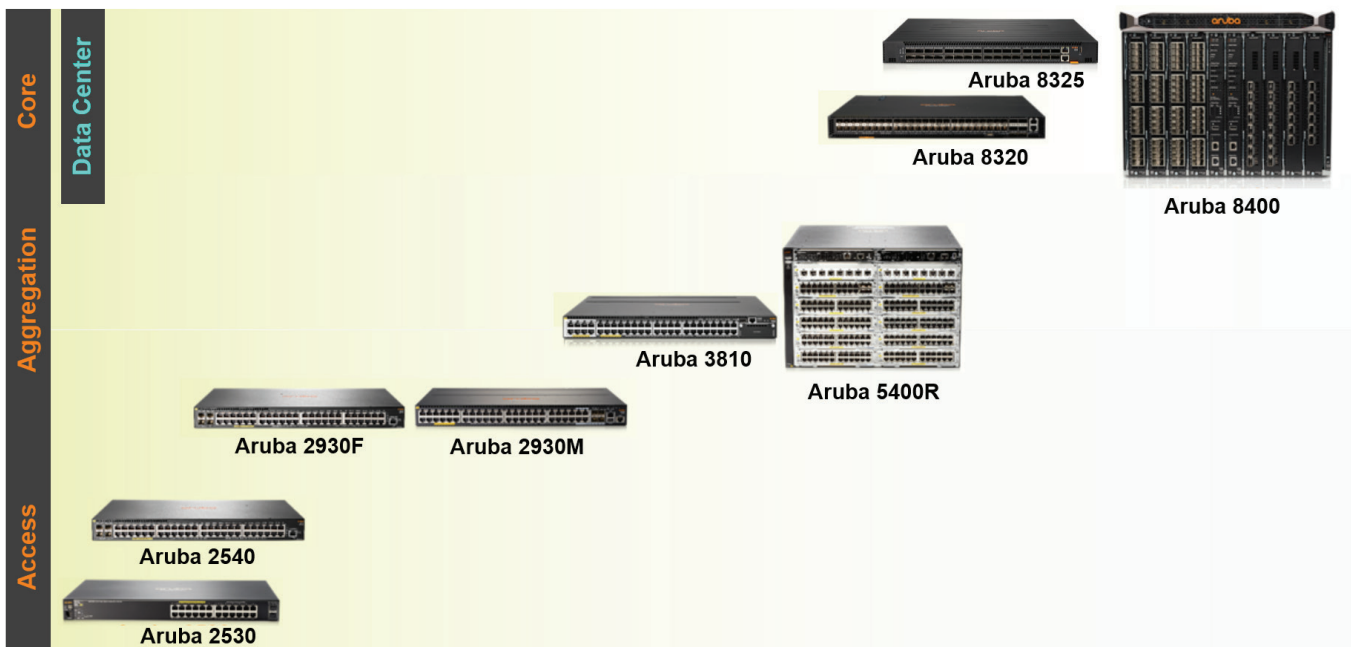 Core
Data Center
Aruba 8325
Aruba 8320
aruba
Aruba 8400
Aggregation
Aruba 3810
Aruba 5400R
Aruba 2930F
Aruba 2930M
Access
Aruba 2540
Aruba 2530